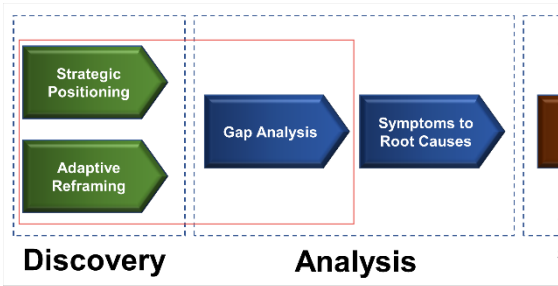 Strategic
Positioning
Adaptive
Reframing
Gap Analysis
Symptoms to
Root Causes
Discovery
Analysis